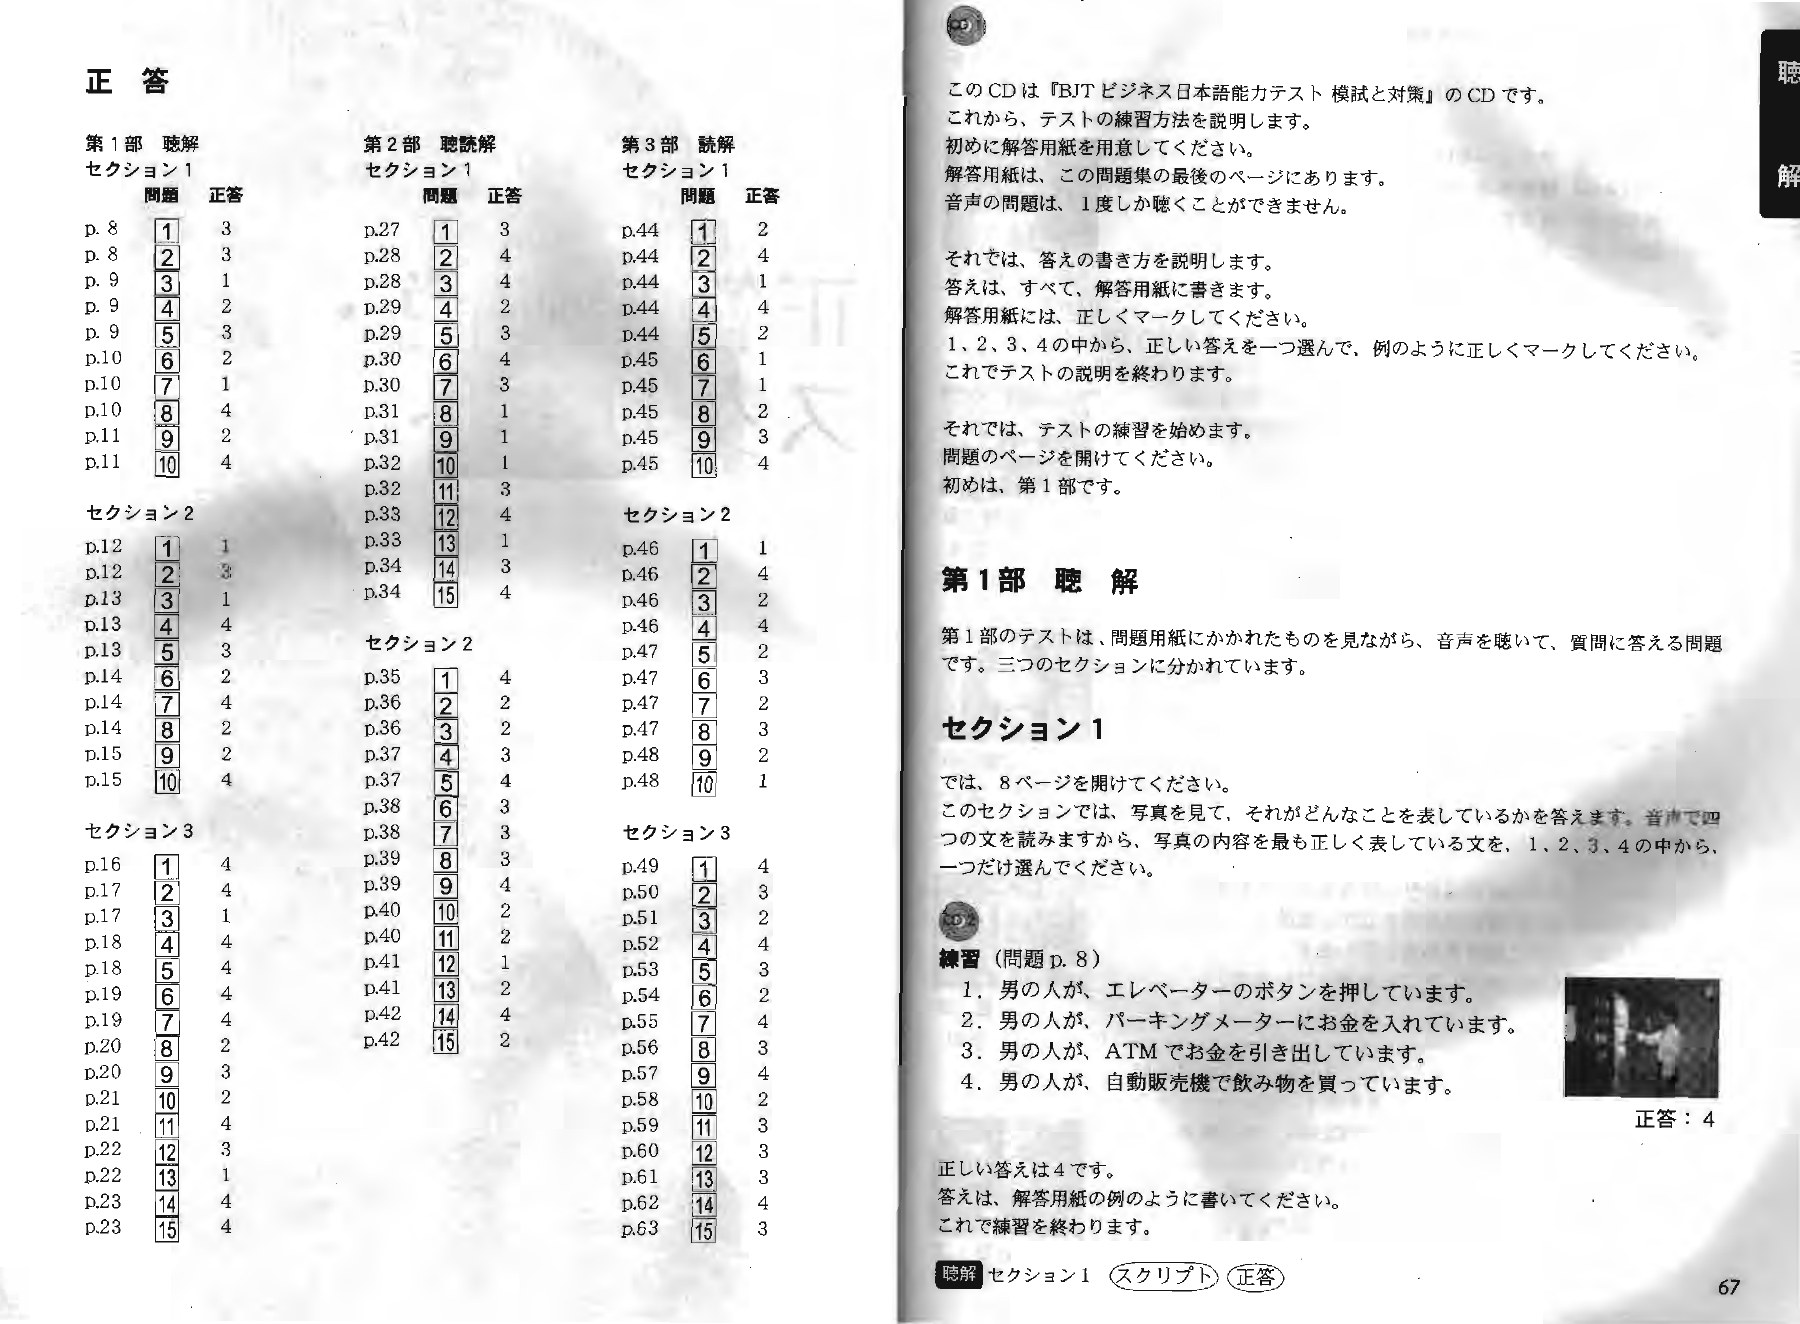 正 答
第1部 聴解
セクション1
問題 正答
p. 8 1 3
p. 8 2 3
p. 9 3 1
p. 9 4 2
p. 9 5 3
p.10 6 2
p.10 7 1
p.10 8 4
p.11 9 2
p.11 10 4
セクション2
p.12 1 1
p.12 2 3
p.13 3 1
p.13 4 4
p.13 5 3
p.14 6 2
p.14 7 4
p.14 8 2
p.15 9 2
p.15 10 4
セクション3
p.16 1 4
p.17 2 4
p.17 3 1
p.18 4 4
p.18 5 4
p.19 6 4
p.19 7 4
p.20 8 2
p.20 9 3
p.21 10 2
p.21 11 4
p.22 12 3
p.22 13 1
p.23 14 4
p.23 15 4
第2部 聴読解
セクション1
問題 正答
p.27 1 3
p.28 2 4
p.28 3 4
p.29 4 2
p.29 5 3
p.30 6 4
p.30 7 3
p.31 8 1
p.31 9 1
p.32 10 1
p.32 11 3
p.33 12 4
p.33 13 1
p.34 14 3
p.34 15 4
セクション2
p.35 1 4
p.36 2 2
p.36 3 2
p.37 4 3
p.37 5 4
p.38 6 3
p.38 7 3
p.39 8 3
p.39 9 4
p.40 10 2
p.40 11 2
p.41 12 1
p.41 13 2
p.42 14 4
p.42 15 2
第3部 読解
セクション1
問題 正答
p.44 1 2
p.44 2 4
p.44 3 1
p.44 4 4
p.44 5 2
p.45 6 1
p.45 7 1
p.45 8 2
p.45 9 3
p.45 10 4
セクション2
p.46 1 1
p.46 2 4
p.46 3 2
p.46 4 4
p.47 5 2
p.47 6 3
p.47 7 2
p.47 8 3
p.48 9 2
p.48 10 1
セクション3
p.49 1 4
p.50 2 3
p.51 3 2
p.52 4 4
p.53 5 3
p.54 6 2
p.55 7 4
p.56 8 3
p.57 9 4
p.58 10 2
p.59 11 3
p.60 12 3
p.61 13 3
p.62 14 4
p.63 15 3
このCDは『BJTビジネス日本語能力テスト 模試と対策』のCDです。
これから、テストの練習方法を説明します。
初めに解答用紙を用意してください。
解答用紙は、この問題集の最後のページにあります。
音声の問題は、1度しか聴くことができません。
それでは、答えの書き方を説明します。
答えは、すべて、解答用紙に書きます。
解答用紙には、正しくマークしてください。
1、2、3、4の中から、正しい答えを一つ選んで、例のように正しくマークしてください。
これでテストの説明を終わります。
それでは、テストの練習を始めます。
問題のページを開けてください。
初めは、第1部です。
第1部 聴 解
第1部のテストは、問題用紙にかかれたものを見ながら、音声を聴いて、質問に答える問題
です。三つのセクションに分かれています。
セクション1
では、8ページを開けてください。
このセクションでは、写真を見て、それがどんなことを表しているかを答えます。音声で四
つの文を読みますから、写真の内容を最も正しく表している文を、1、2、3、4の中から、
一つだけ選んでください。
CD2
練習（問題p. 8）
1．男の人が、エレベーターのボタンを押しています。
2．男の人が、パーキングメーターにお金を入れています。
3．男の人が、ATMでお金を引き出しています。
4．男の人が、自動販売機で飲み物を買っています。
正答：4
正しい答えは4です。
答えは、解答用紙の例のように書いてください。
これで練習を終わります。
聴解 セクション1 スクリプト 正答
67
聴
解